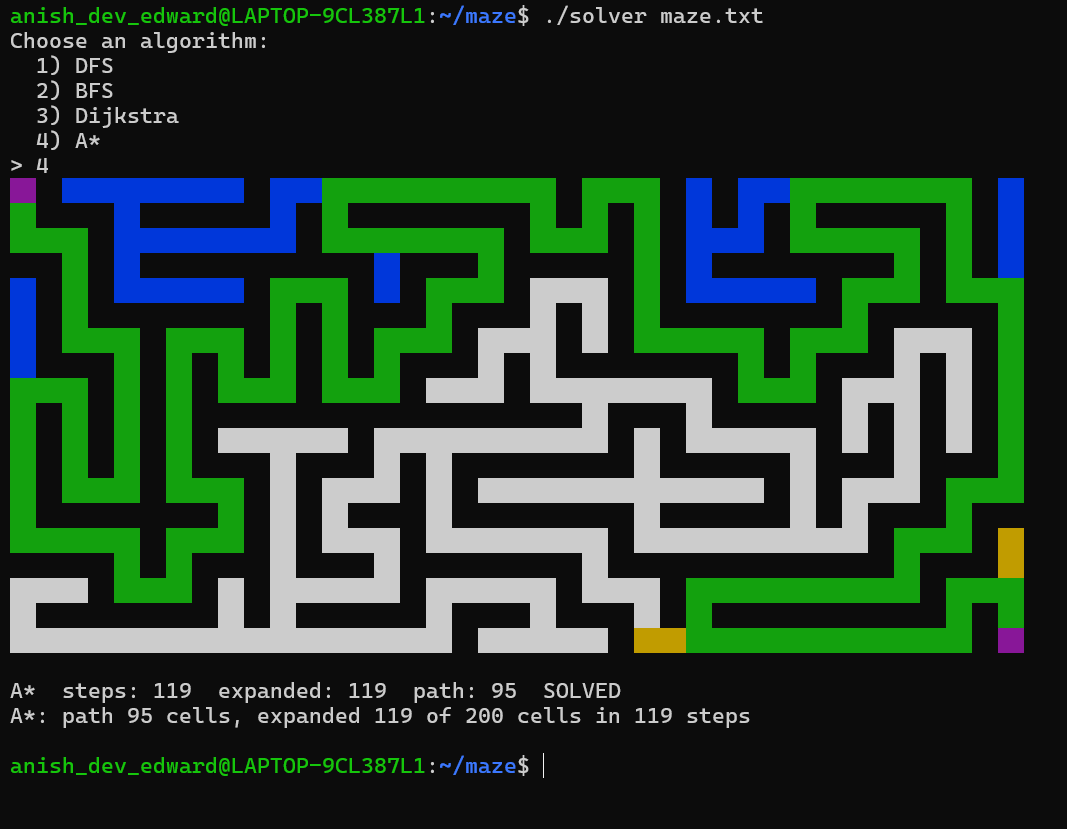 anish_dev_edward@LAPTOP-9CL387L1:~/maze$ ./solver maze.txt
Choose an algorithm:
  1) DFS
  2) BFS
  3) Dijkstra
  4) A*
> 4
A*  steps: 119  expanded: 119  path: 95  SOLVED
A*: path 95 cells, expanded 119 of 200 cells in 119 steps
anish_dev_edward@LAPTOP-9CL387L1:~/maze$